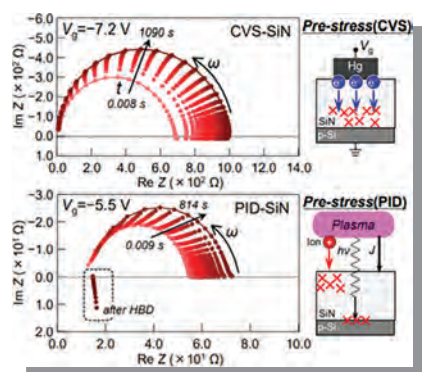 Vg=−7.2 V
1090 s
CVS-SiN
ω
t
0.008 s
Im Z (× 10² Ω)
-6.0
-5.0
-4.0
-3.0
-2.0
-1.0
0.0
1.0
0.0 2.0 4.0 6.0 8.0 10.0 14.0
Re Z (× 10² Ω)
Pre-stress(CVS)
Vg
Hg
e⁻ e⁻ e⁻
SiN
p-Si
Vg=−5.5 V
814 s
PID-SiN
ω
0.009 s
after HBD
Im Z (× 10¹ Ω)
-3.0
-2.0
-1.0
0.0
1.0
2.0
0.0 2.0 4.0 6.0 8.0 10.0
Re Z (× 10¹ Ω)
Pre-stress(PID)
Plasma
Ion
hν
J
SiN
p-Si